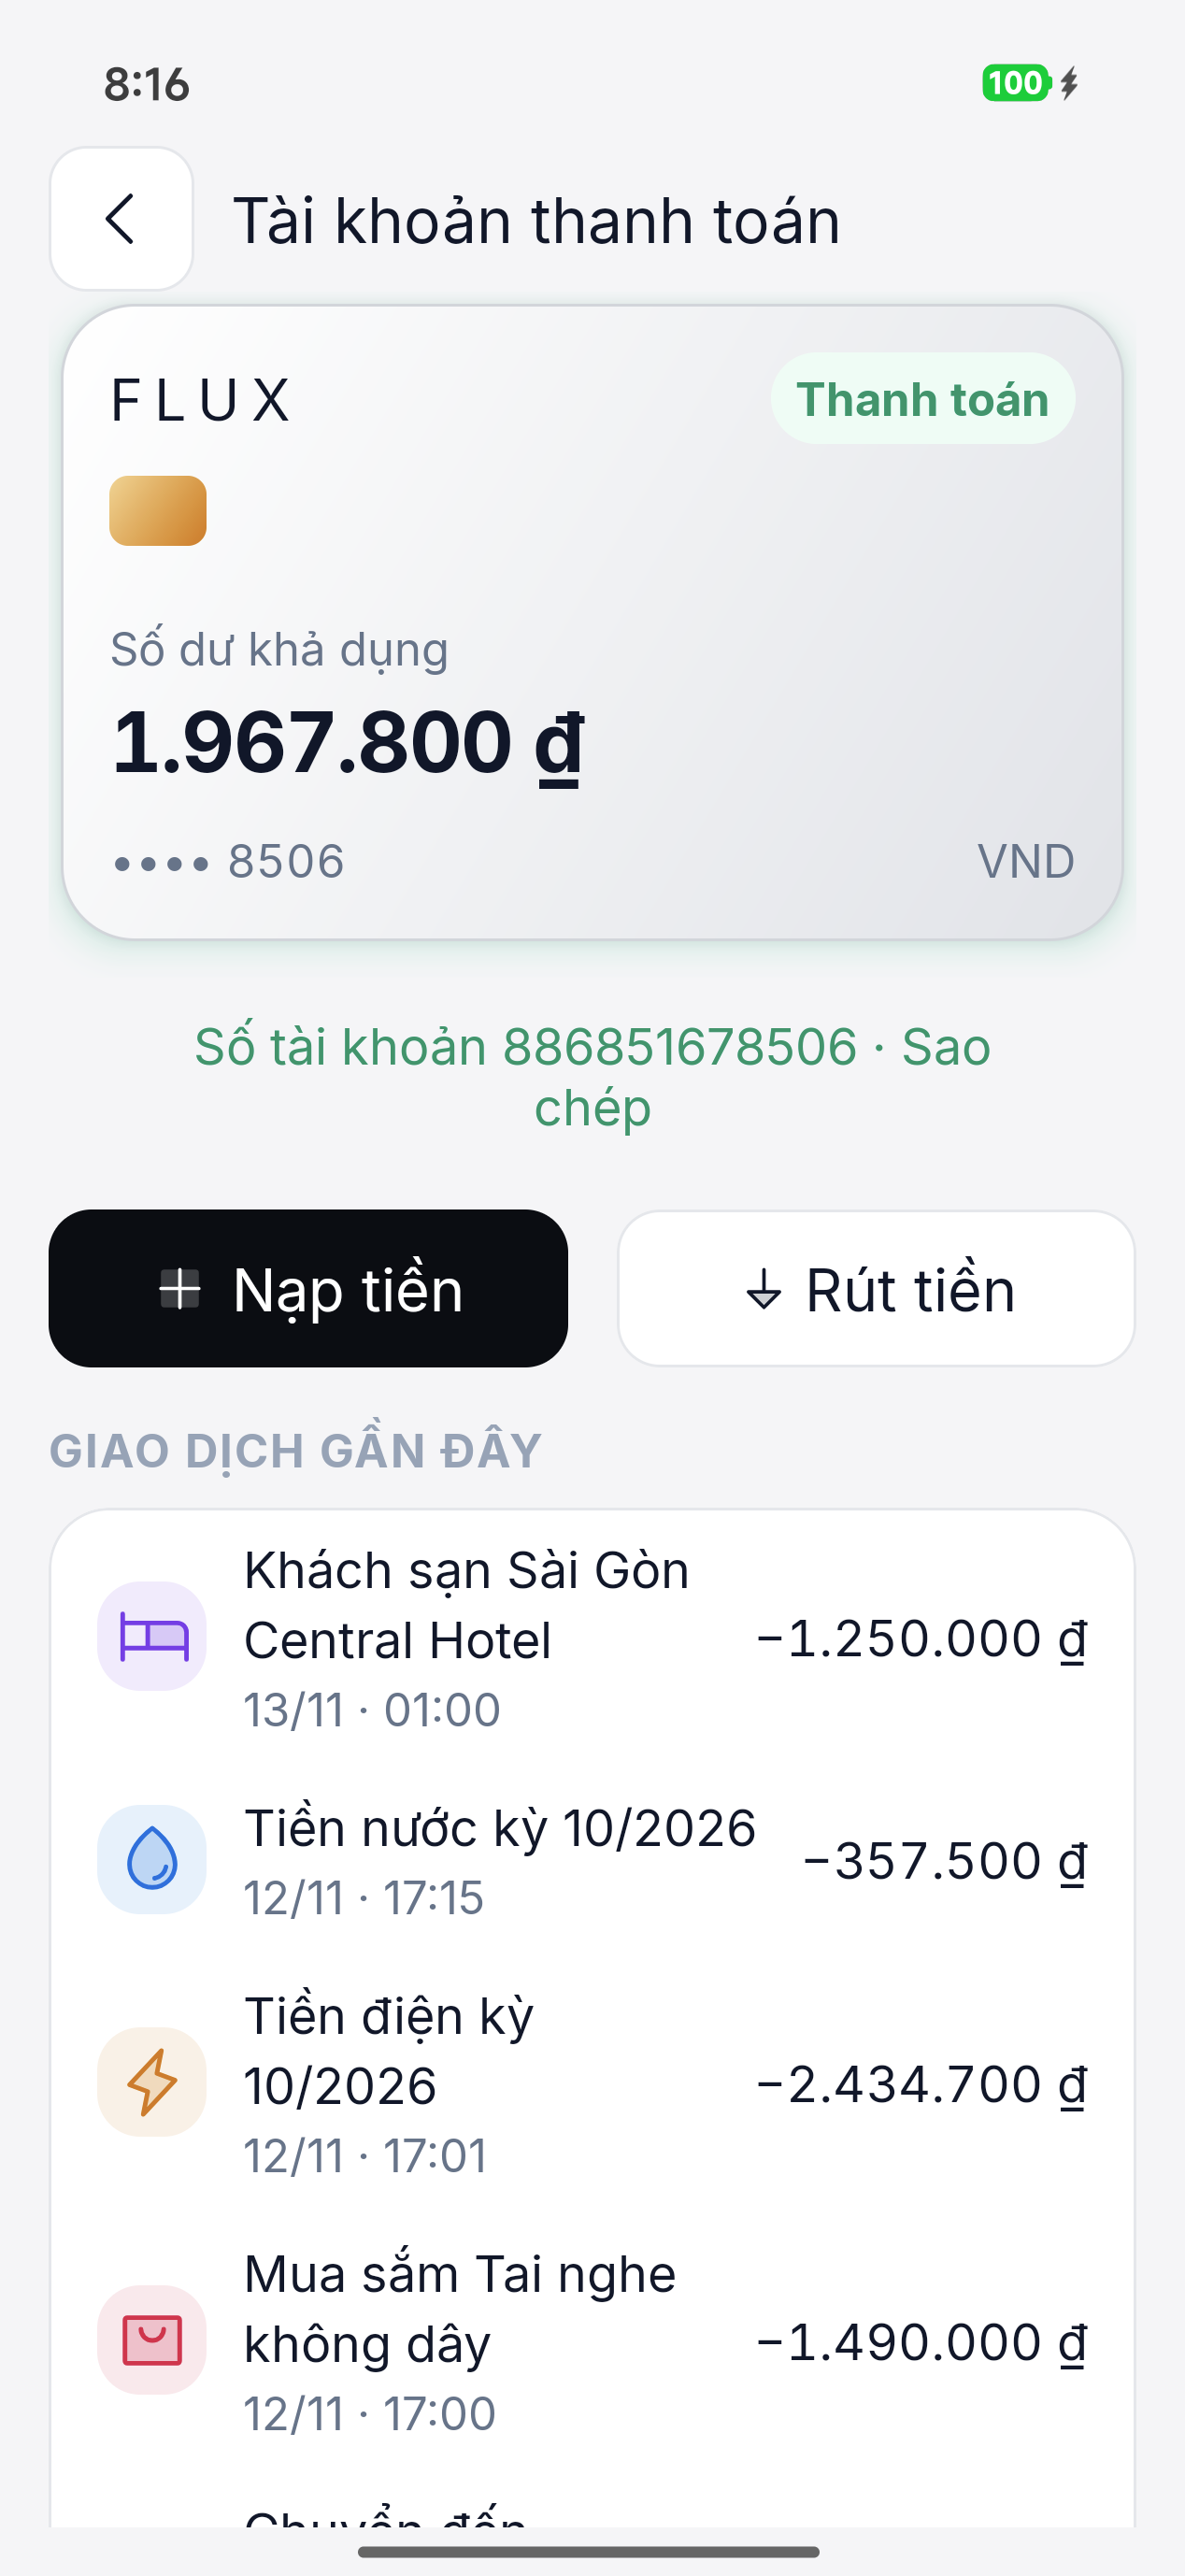 8:16
100
Tài khoản thanh toán
FLUX
Thanh toán
Số dư khả dụng
1.967.800 ₫
•••• 8506
VND
Số tài khoản 886851678506 · Sao
chép
Nạp tiền
Rút tiền
GIAO DỊCH GẦN ĐÂY
Khách sạn Sài Gòn
Central Hotel
−1.250.000 ₫
13/11 · 01:00
Tiền nước kỳ 10/2026
−357.500 ₫
12/11 · 17:15
Tiền điện kỳ
10/2026
−2.434.700 ₫
12/11 · 17:01
Mua sắm Tai nghe
không dây
−1.490.000 ₫
12/11 · 17:00
Chuyển đến